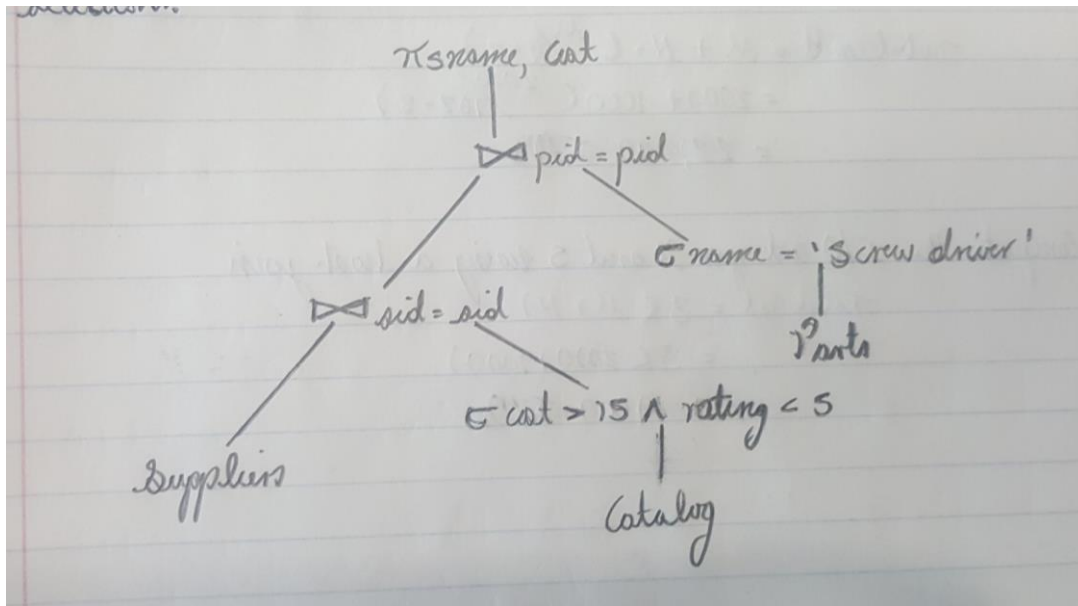 πsname, cost
⋈ pid = pid
σ name = 'Screw driver'
⋈ sid = sid
Parts
σ cost > 15 ∧ rating < 5
Suppliers
Catalog